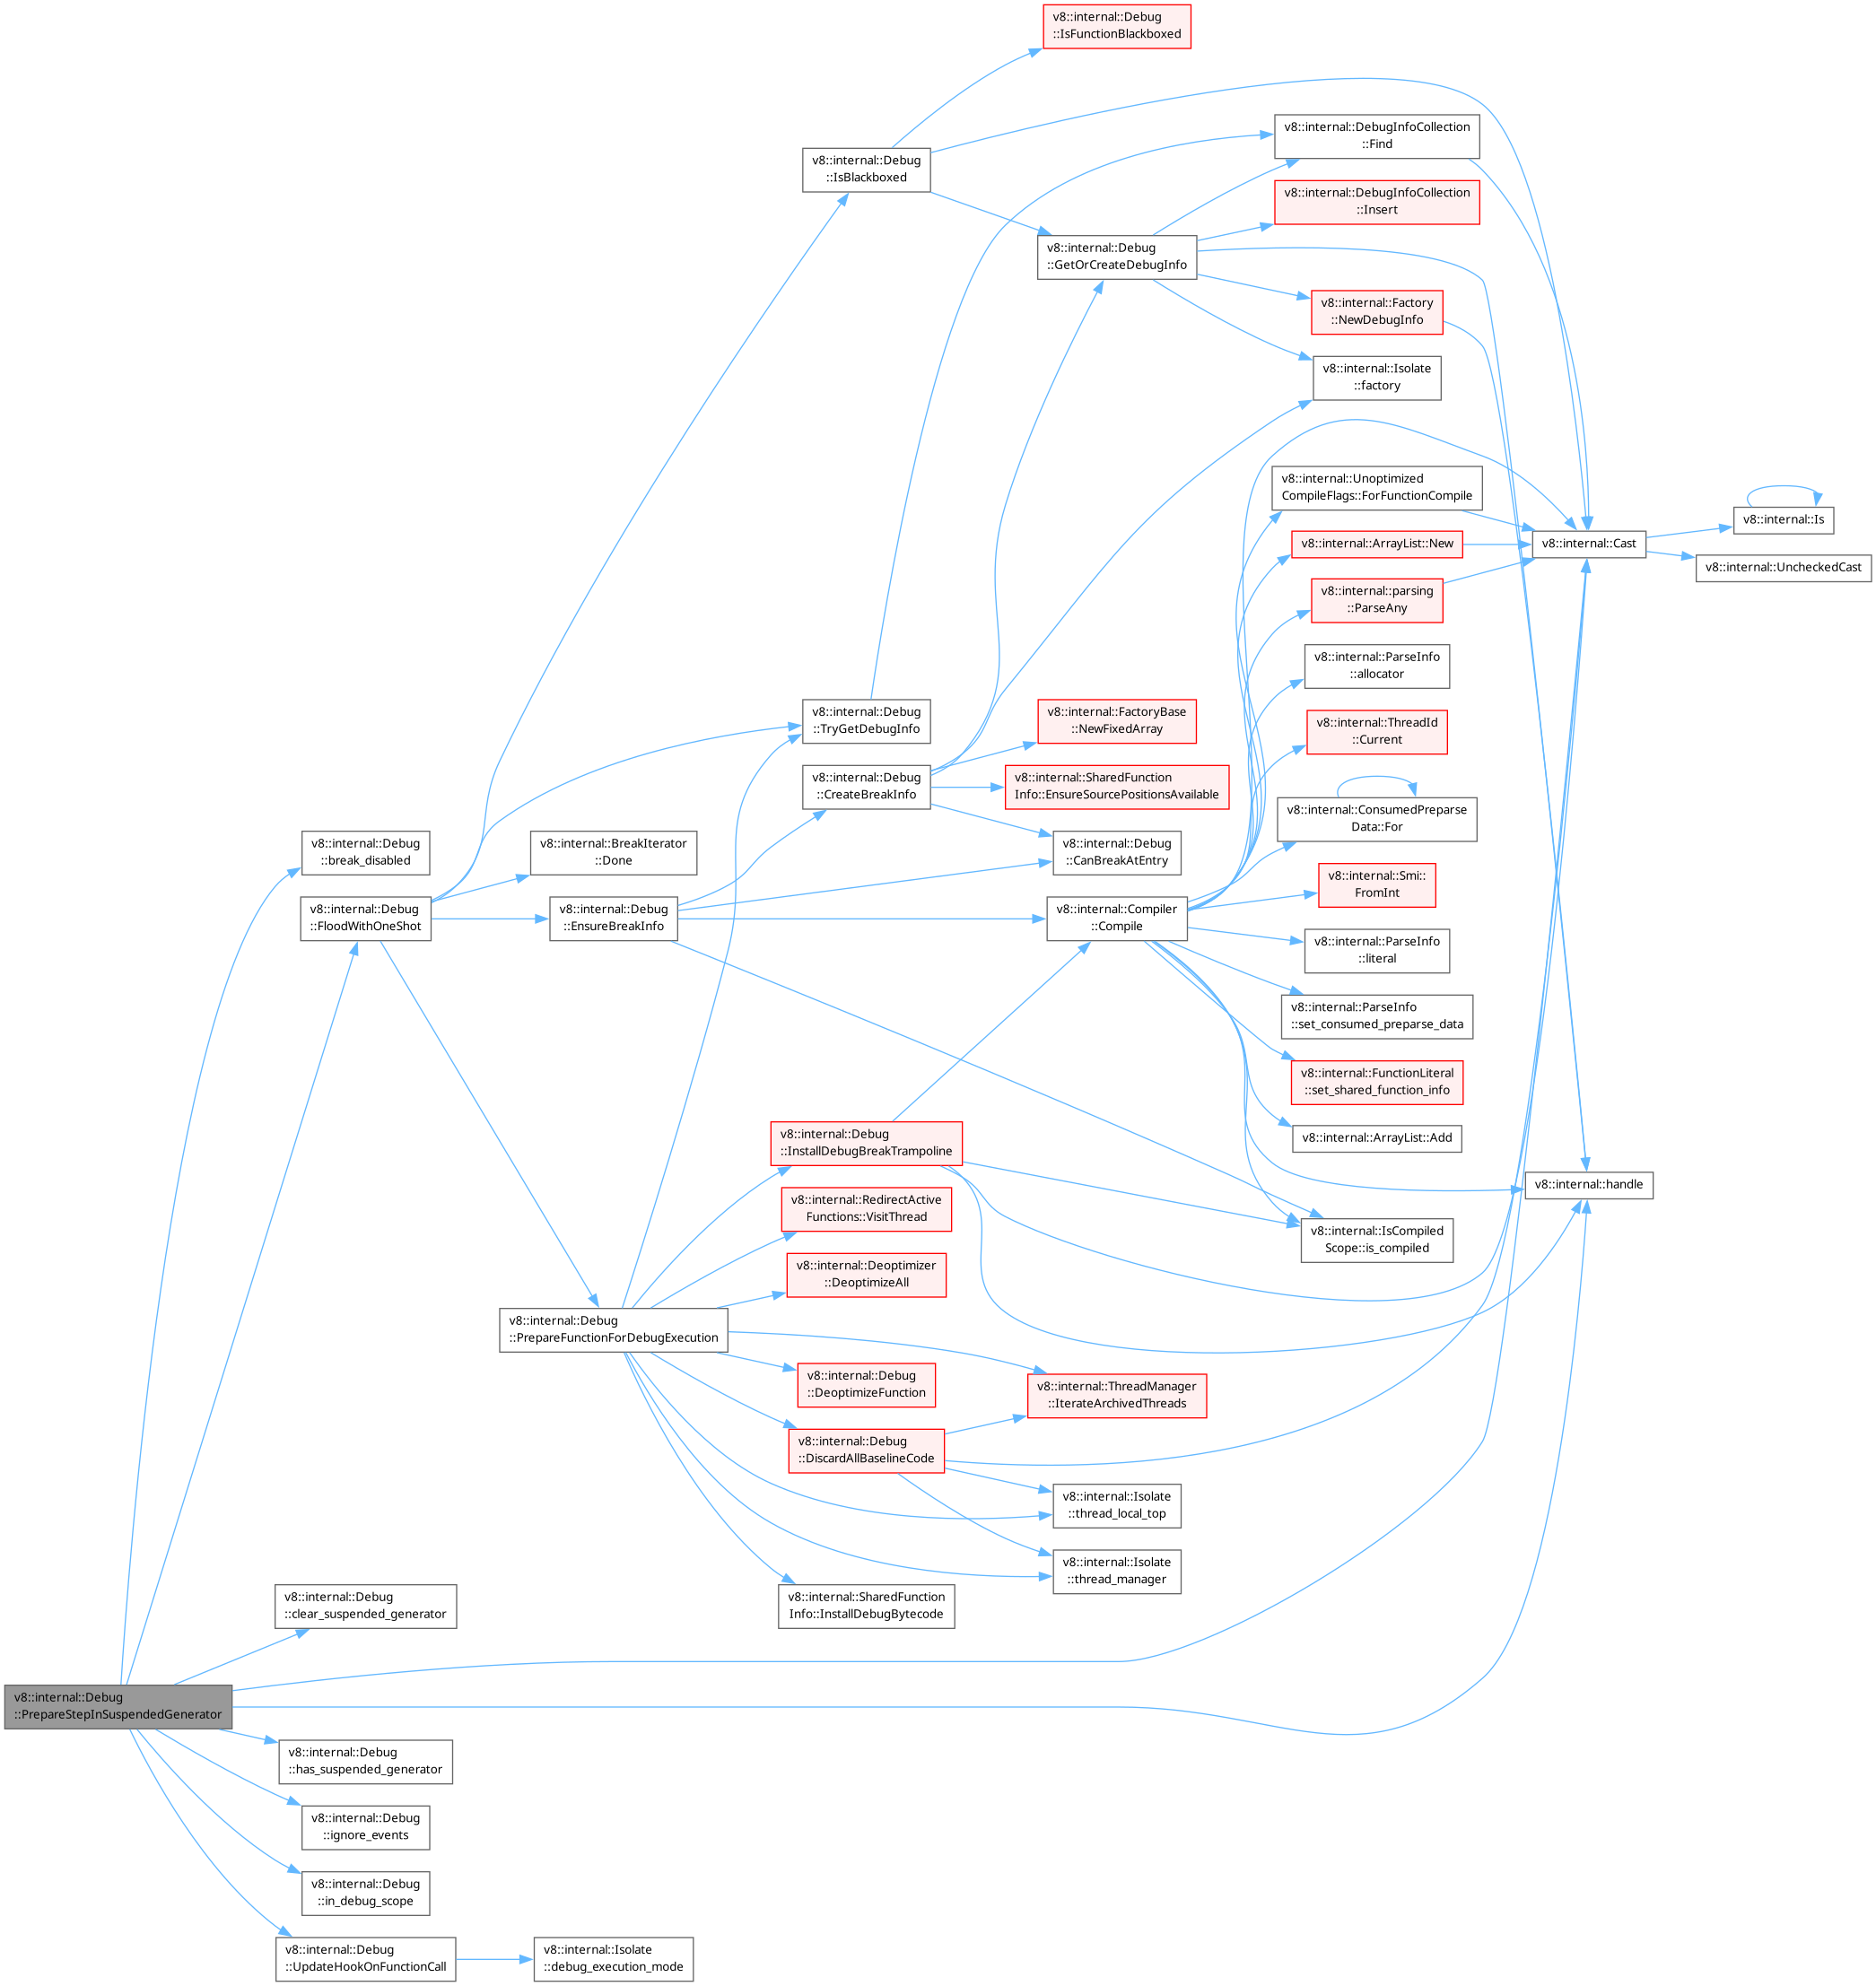 v8::internal::Debug
::IsFunctionBlackboxed
v8::internal::DebugInfoCollection
::Find
v8::internal::Debug
::IsBlackboxed
v8::internal::DebugInfoCollection
::Insert
v8::internal::Debug
::GetOrCreateDebugInfo
v8::internal::Factory
::NewDebugInfo
v8::internal::Isolate
::factory
v8::internal::Unoptimized
CompileFlags::ForFunctionCompile
v8::internal::Is
v8::internal::ArrayList::New
v8::internal::Cast
v8::internal::UncheckedCast
v8::internal::parsing
::ParseAny
v8::internal::ParseInfo
::allocator
v8::internal::Debug
::TryGetDebugInfo
v8::internal::FactoryBase
::NewFixedArray
v8::internal::ThreadId
::Current
v8::internal::Debug
::CreateBreakInfo
v8::internal::SharedFunction
Info::EnsureSourcePositionsAvailable
v8::internal::ConsumedPreparse
Data::For
v8::internal::Debug
::break_disabled
v8::internal::BreakIterator
::Done
v8::internal::Debug
::CanBreakAtEntry
v8::internal::Smi::
FromInt
v8::internal::Debug
::FloodWithOneShot
v8::internal::Debug
::EnsureBreakInfo
v8::internal::Compiler
::Compile
v8::internal::ParseInfo
::literal
v8::internal::ParseInfo
::set_consumed_preparse_data
v8::internal::FunctionLiteral
::set_shared_function_info
v8::internal::Debug
::InstallDebugBreakTrampoline
v8::internal::ArrayList::Add
v8::internal::handle
v8::internal::RedirectActive
Functions::VisitThread
v8::internal::IsCompiled
Scope::is_compiled
v8::internal::Deoptimizer
::DeoptimizeAll
v8::internal::Debug
::PrepareFunctionForDebugExecution
v8::internal::Debug
::DeoptimizeFunction
v8::internal::ThreadManager
::IterateArchivedThreads
v8::internal::Debug
::DiscardAllBaselineCode
v8::internal::Isolate
::thread_local_top
v8::internal::Isolate
::thread_manager
v8::internal::Debug
::clear_suspended_generator
v8::internal::SharedFunction
Info::InstallDebugBytecode
v8::internal::Debug
::PrepareStepInSuspendedGenerator
v8::internal::Debug
::has_suspended_generator
v8::internal::Debug
::ignore_events
v8::internal::Debug
::in_debug_scope
v8::internal::Debug
::UpdateHookOnFunctionCall
v8::internal::Isolate
::debug_execution_mode